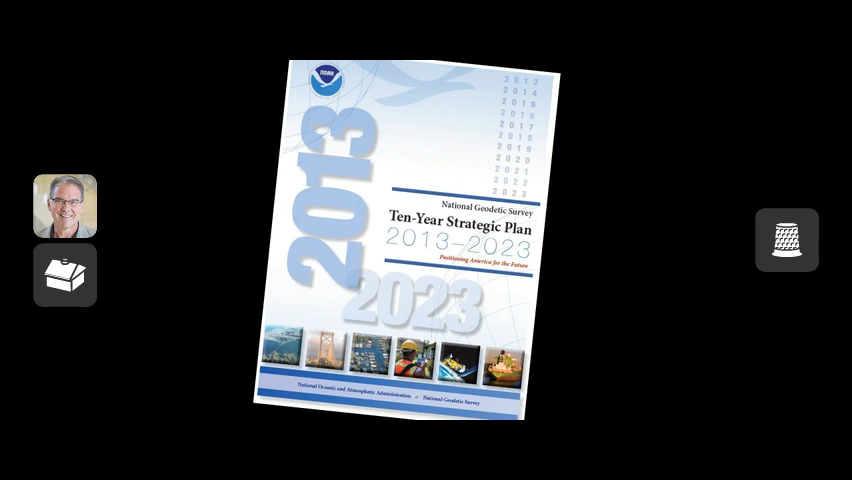 NOAA
2013
2014
2015
2016
2017
2018
2019
2020
2021
2022
2023
2013
National Geodetic Survey
Ten-Year Strategic Plan
2013–2023
Positioning America for the Future
2023
National Oceanic and Atmospheric Administration • National Geodetic Survey